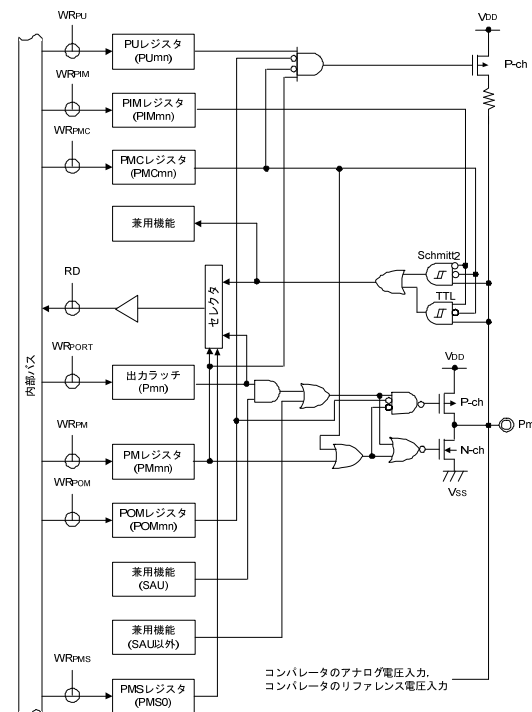 WRPU
PUレジスタ
(PUmn)
VDD
P-ch
WRPIM
PIMレジスタ
(PIMmn)
WRPMC
PMCレジスタ
(PMCmn)
兼用機能
Schmitt2
RD
セレクタ
TTL
WRPORT
出力ラッチ
(Pmn)
VDD
P-ch
内部バス
WRPM
PMレジスタ
(PMmn)
Pm
N-ch
VSS
WRPOM
POMレジスタ
(POMmn)
兼用機能
(SAU)
兼用機能
(SAU以外)
WRPMS
PMSレジスタ
(PMS0)
コンパレータのアナログ電圧入力,
コンパレータのリファレンス電圧入力